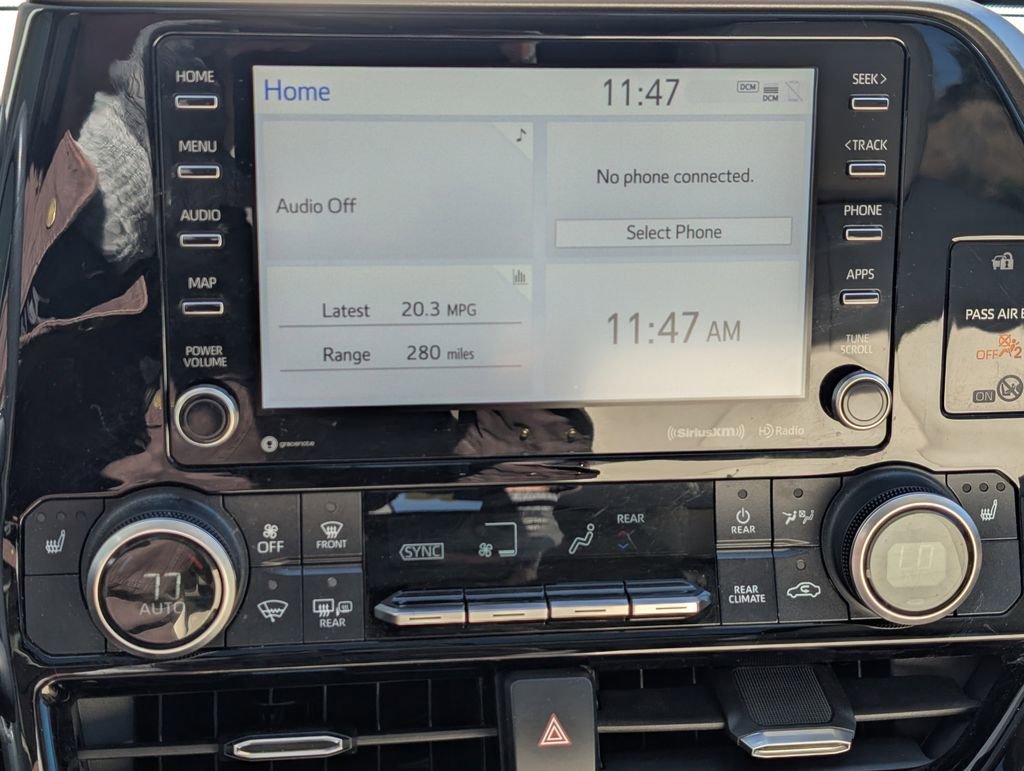 HOME
MENU
AUDIO
MAP
POWER
VOLUME
Home
11:47
DCM
DCM
Audio Off
No phone connected.
Select Phone
Latest 20.3 MPG
Range 280 miles
11:47 AM
SEEK >
< TRACK
PHONE
APPS
TUNE
SCROLL
gracenote
((SiriusXM))
HD Radio
PASS AIR B
OFF 2
ON
77
AUTO
OFF
FRONT
REAR
SYNC
REAR
REAR
REAR
CLIMATE
LO